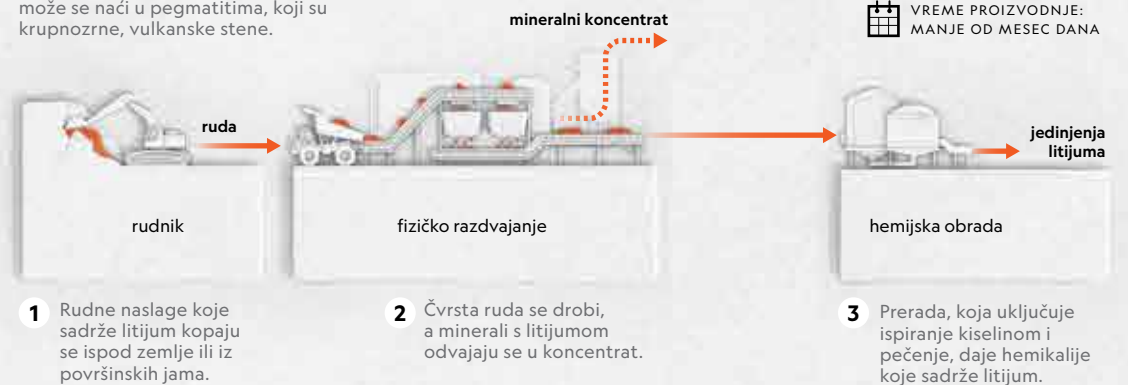 može se naći u pegmatitima, koji su
krupnozrne, vulkanske stene.
mineralni koncentrat
VREME PROIZVODNJE:
MANJE OD MESEC DANA
ruda
jedinjenja
litijuma
rudnik
fizičko razdvajanje
hemijska obrada
1 Rudne naslage koje
sadrže litijum kopaju
se ispod zemlje ili iz
površinskih jama.
2 Čvrsta ruda se drobi,
a minerali s litijumom
odvajaju se u koncentrat.
3 Prerada, koja uključuje
ispiranje kiselinom i
pečenje, daje hemikalije
koje sadrže litijum.